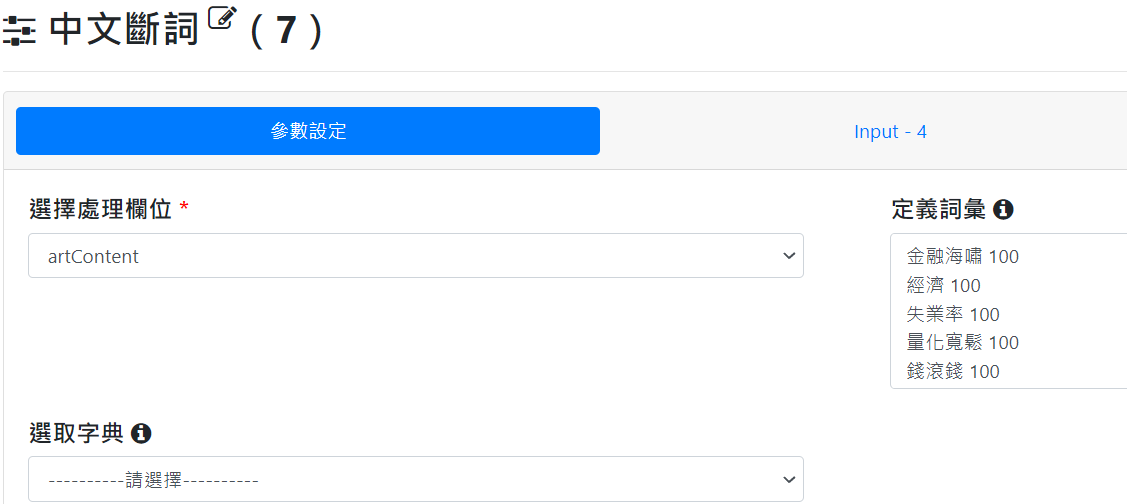 中文斷詞 ( 7 )
參數設定
Input - 4
選擇處理欄位 *
artContent
定義詞彙
金融海嘯 100
經濟 100
失業率 100
量化寬鬆 100
錢滾錢 100
選取字典
----------請選擇----------